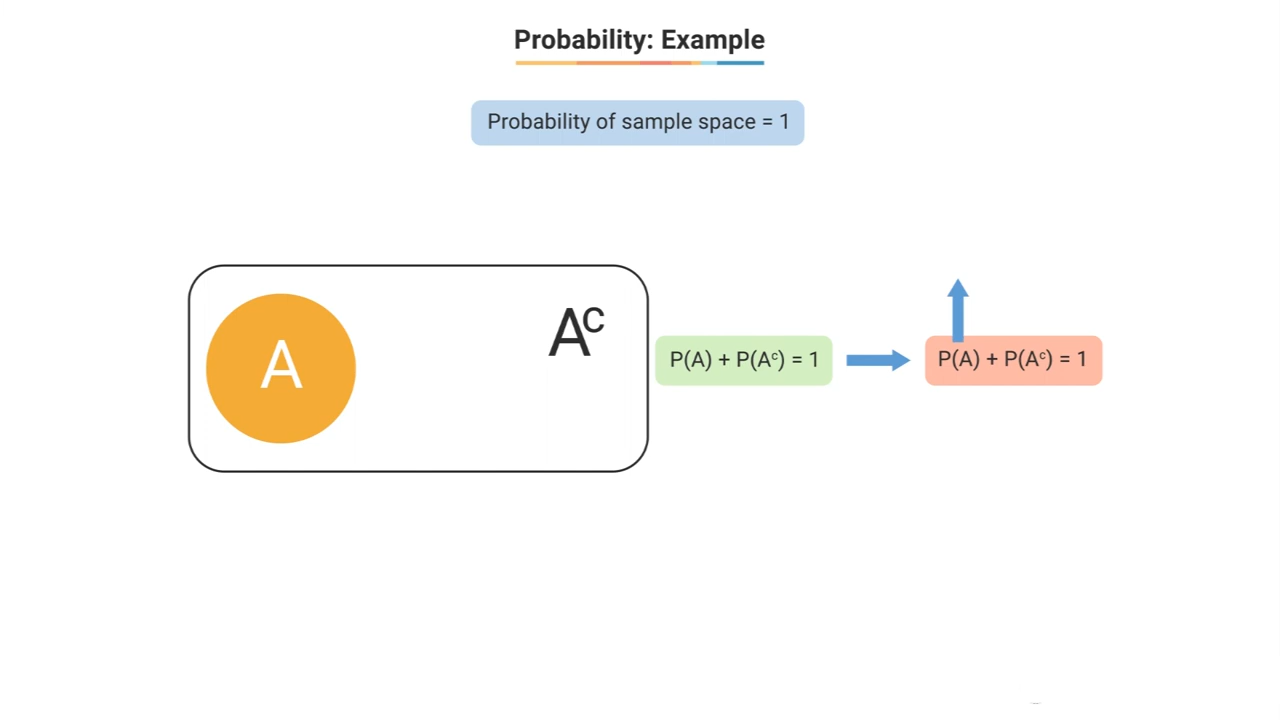 Probability: Example
Probability of sample space = 1
A
Aᶜ
P(A) + P(Aᶜ) = 1
P(A) + P(Aᶜ) = 1